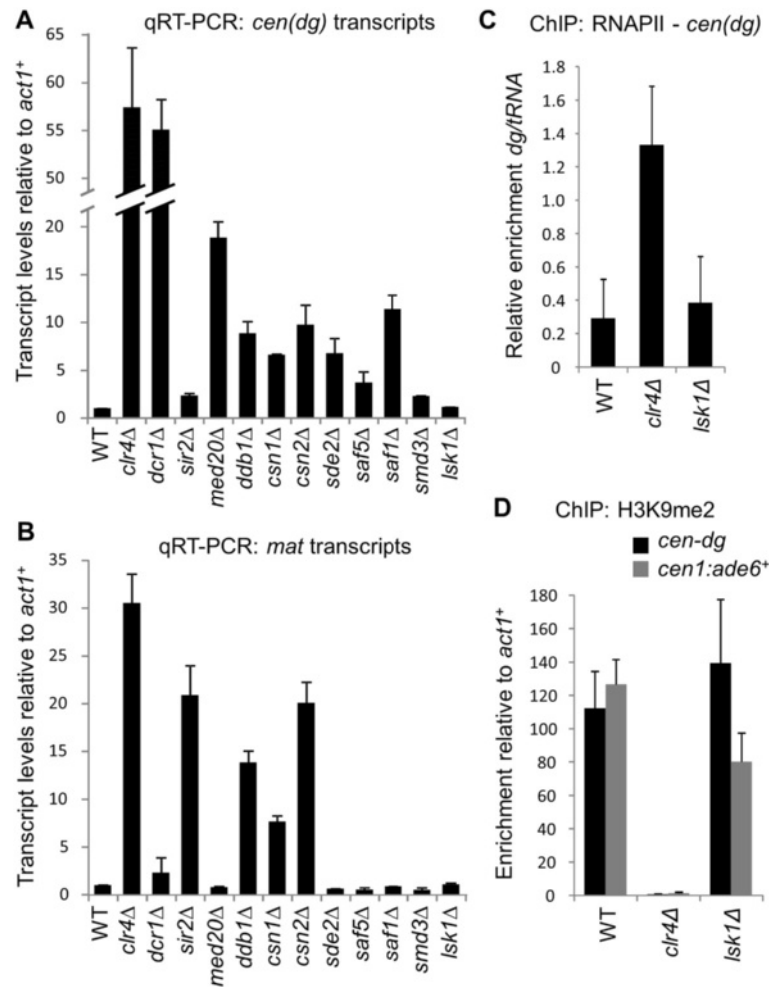 A
qRT-PCR: cen(dg) transcripts
Transcript levels relative to act1+
65
60
55
50
20
15
10
5
0
WT
clr4Δ
dcr1Δ
sir2Δ
med20Δ
ddb1Δ
csn1Δ
csn2Δ
sde2Δ
saf5Δ
saf1Δ
smd3Δ
lsk1Δ
B
qRT-PCR: mat transcripts
Transcript levels relative to act1+
35
30
25
20
15
10
5
0
WT
clr4Δ
dcr1Δ
sir2Δ
med20Δ
ddb1Δ
csn1Δ
csn2Δ
sde2Δ
saf5Δ
saf1Δ
smd3Δ
lsk1Δ
C
ChIP: RNAPII - cen(dg)
Relative enrichment dg/tRNA
1.8
1.6
1.4
1.2
1.0
0.8
0.6
0.4
0.2
0
WT
clr4Δ
lsk1Δ
D
ChIP: H3K9me2
cen-dg
cen1:ade6+
Enrichment relative to act1+
180
160
140
120
100
80
60
40
20
0
WT
clr4Δ
lsk1Δ